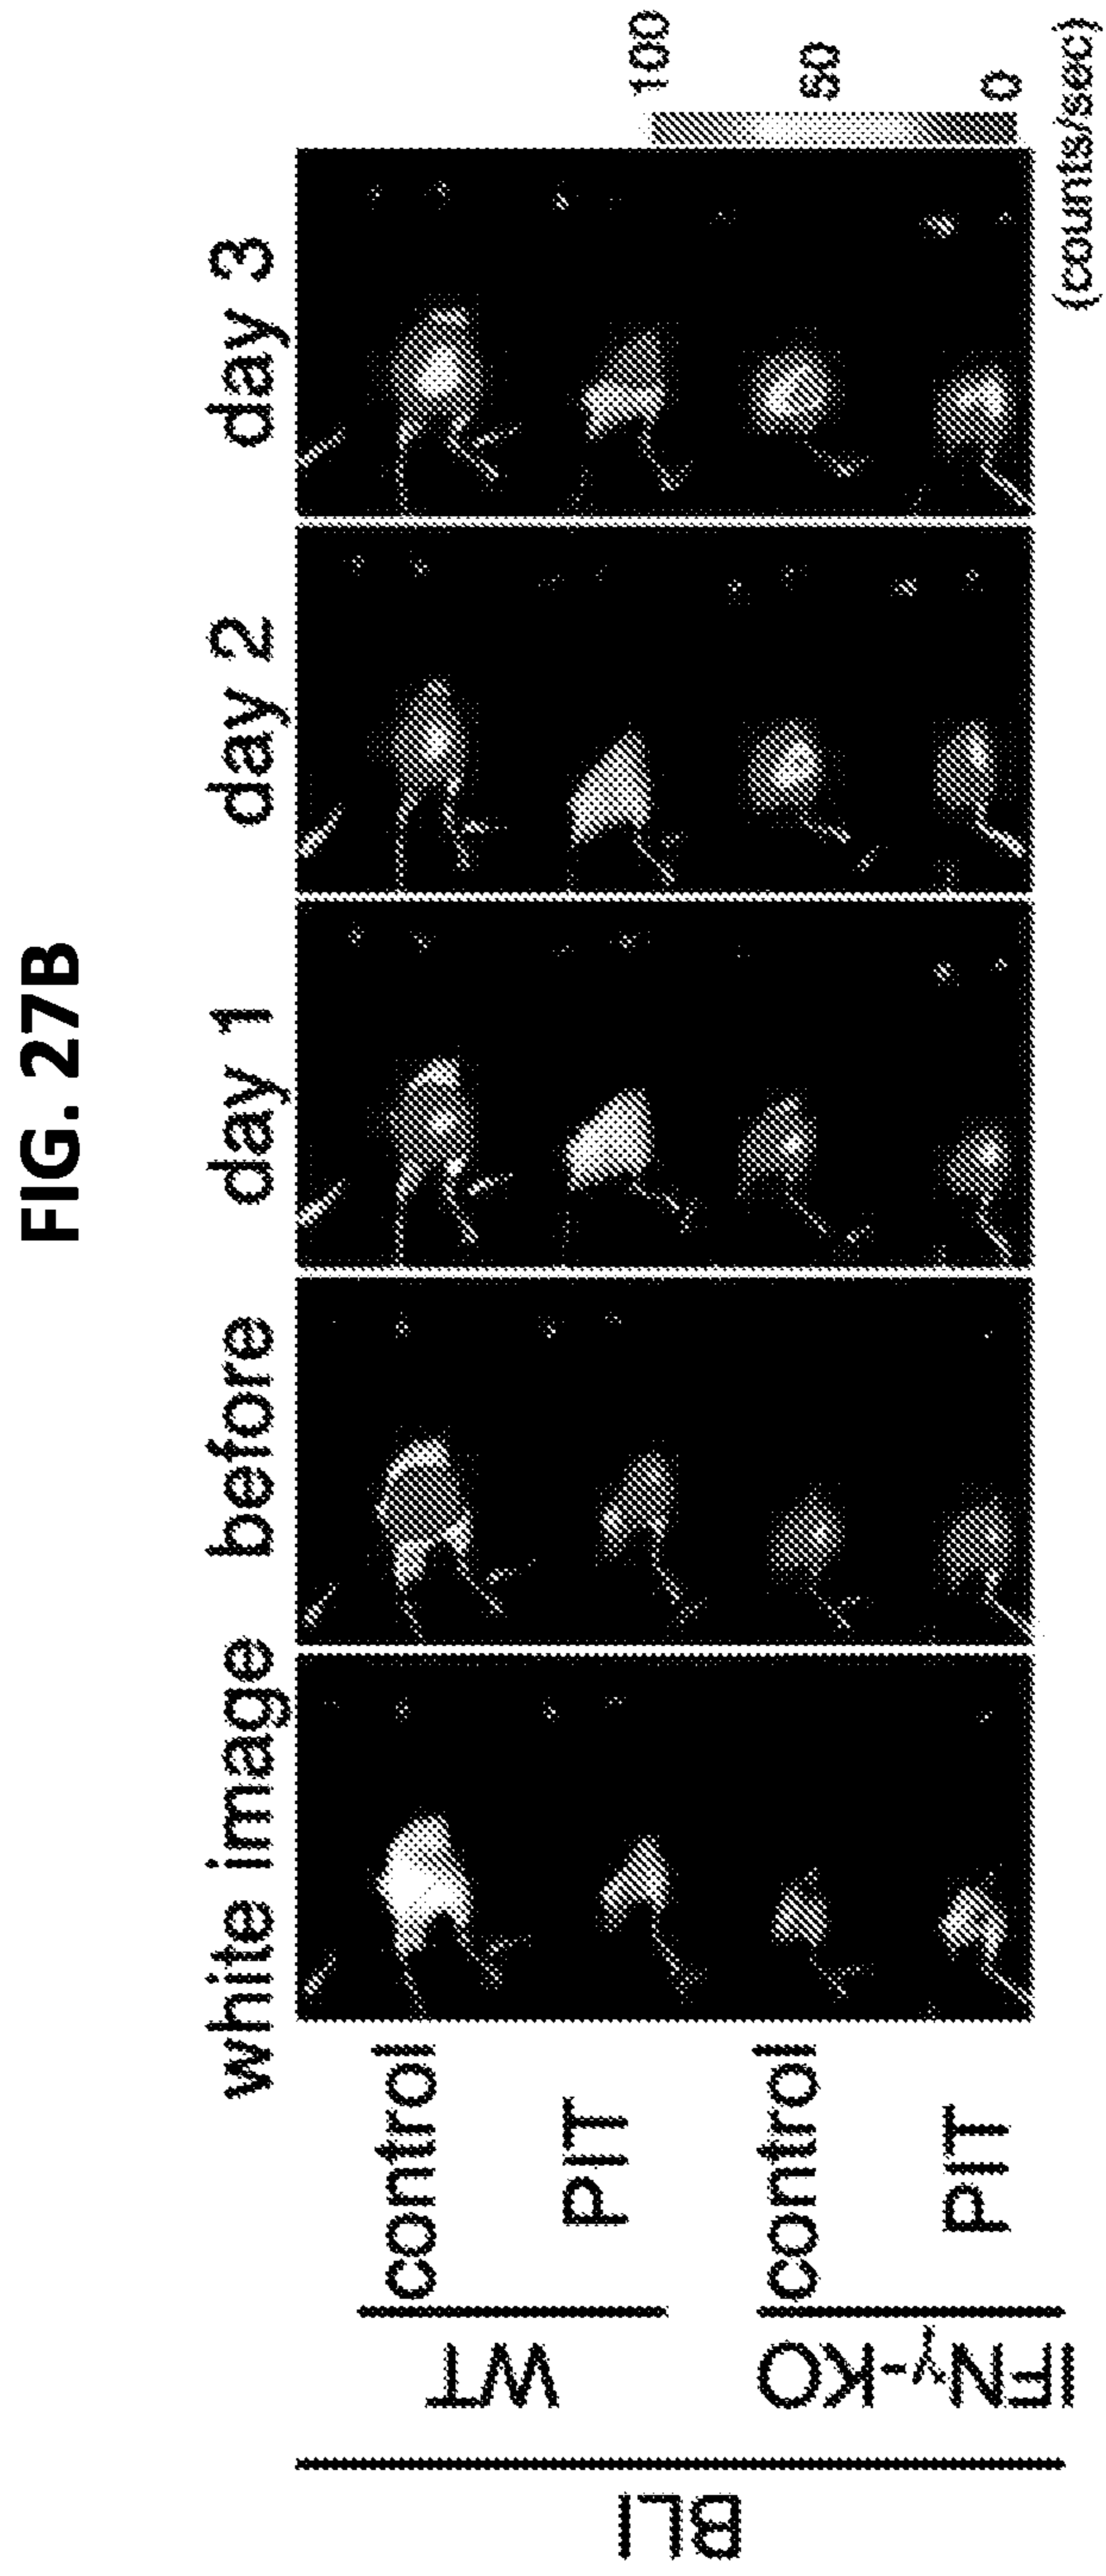 FIG. 27B
white image before day 1 day 2 day 3
BLI
WT
control
PIT
IFNγ-KO
control
PIT
100
50
0
(counts/sec)